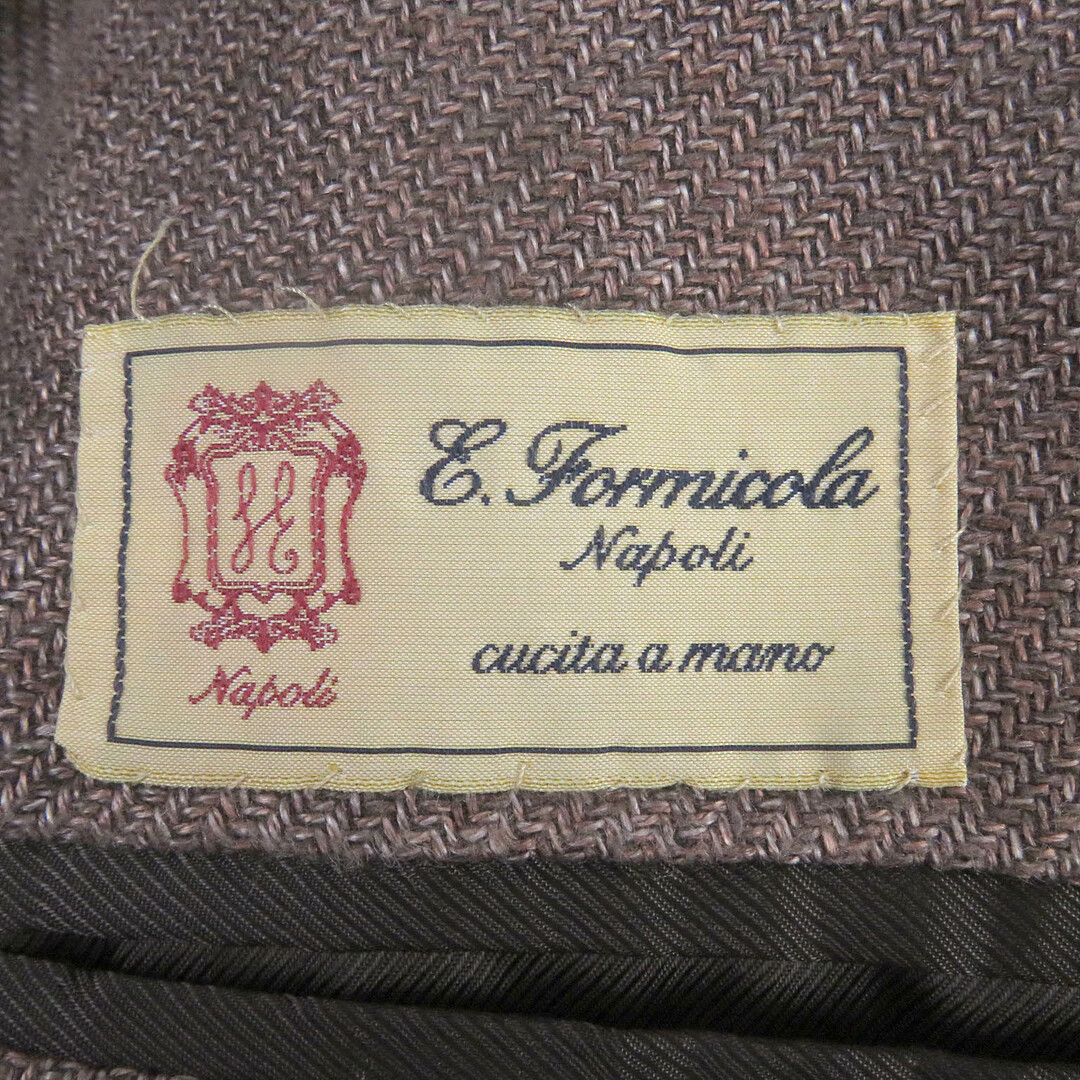 E. Formicola
Napoli
cucita a mano
Napoli